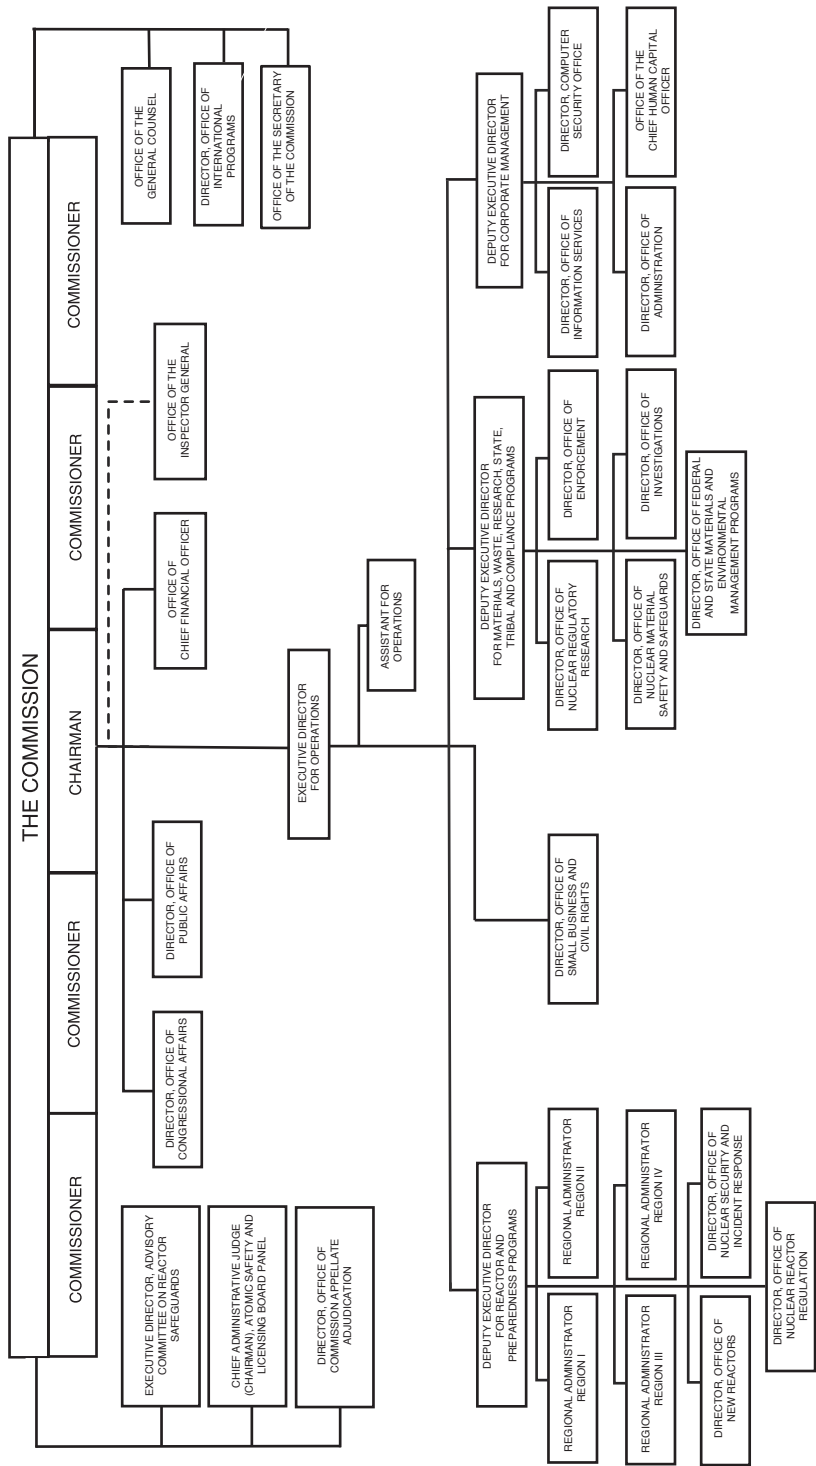 THE COMMISSION
COMMISSIONER
COMMISSIONER
CHAIRMAN
COMMISSIONER
COMMISSIONER
EXECUTIVE DIRECTOR, ADVISORY
COMMITTEE ON REACTOR
SAFEGUARDS
CHIEF ADMINISTRATIVE JUDGE
(CHAIRMAN), ATOMIC SAFETY AND
LICENSING BOARD PANEL
DIRECTOR, OFFICE OF
COMMISSION APPELLATE
ADJUDICATION
DIRECTOR, OFFICE OF
CONGRESSIONAL AFFAIRS
DIRECTOR, OFFICE OF
PUBLIC AFFAIRS
OFFICE OF
CHIEF FINANCIAL OFFICER
OFFICE OF THE
INSPECTOR GENERAL
OFFICE OF THE
GENERAL COUNSEL
DIRECTOR, OFFICE OF
INTERNATIONAL
PROGRAMS
OFFICE OF THE SECRETARY
OF THE COMMISSION
EXECUTIVE DIRECTOR
FOR OPERATIONS
ASSISTANT FOR
OPERATIONS
DEPUTY EXECUTIVE DIRECTOR
FOR REACTOR AND
PREPAREDNESS PROGRAMS
REGIONAL ADMINISTRATOR
REGION I
REGIONAL ADMINISTRATOR
REGION II
REGIONAL ADMINISTRATOR
REGION III
REGIONAL ADMINISTRATOR
REGION IV
DIRECTOR, OFFICE OF
NEW REACTORS
DIRECTOR, OFFICE OF
NUCLEAR SECURITY AND
INCIDENT RESPONSE
DIRECTOR, OFFICE OF
NUCLEAR REACTOR
REGULATION
DIRECTOR, OFFICE OF
SMALL BUSINESS AND
CIVIL RIGHTS
DEPUTY EXECUTIVE DIRECTOR
FOR MATERIALS, WASTE, RESEARCH, STATE,
TRIBAL AND COMPLIANCE PROGRAMS
DIRECTOR, OFFICE OF
NUCLEAR REGULATORY
RESEARCH
DIRECTOR, OFFICE OF
ENFORCEMENT
DIRECTOR, OFFICE OF
NUCLEAR MATERIAL
SAFETY AND SAFEGUARDS
DIRECTOR, OFFICE OF
INVESTIGATIONS
DIRECTOR, OFFICE OF FEDERAL
AND STATE MATERIALS AND
ENVIRONMENTAL
MANAGEMENT PROGRAMS
DEPUTY EXECUTIVE DIRECTOR
FOR CORPORATE MANAGEMENT
DIRECTOR, OFFICE OF
INFORMATION SERVICES
DIRECTOR, COMPUTER
SECURITY OFFICE
DIRECTOR, OFFICE OF
ADMINISTRATION
OFFICE OF THE
CHIEF HUMAN CAPITAL
OFFICER